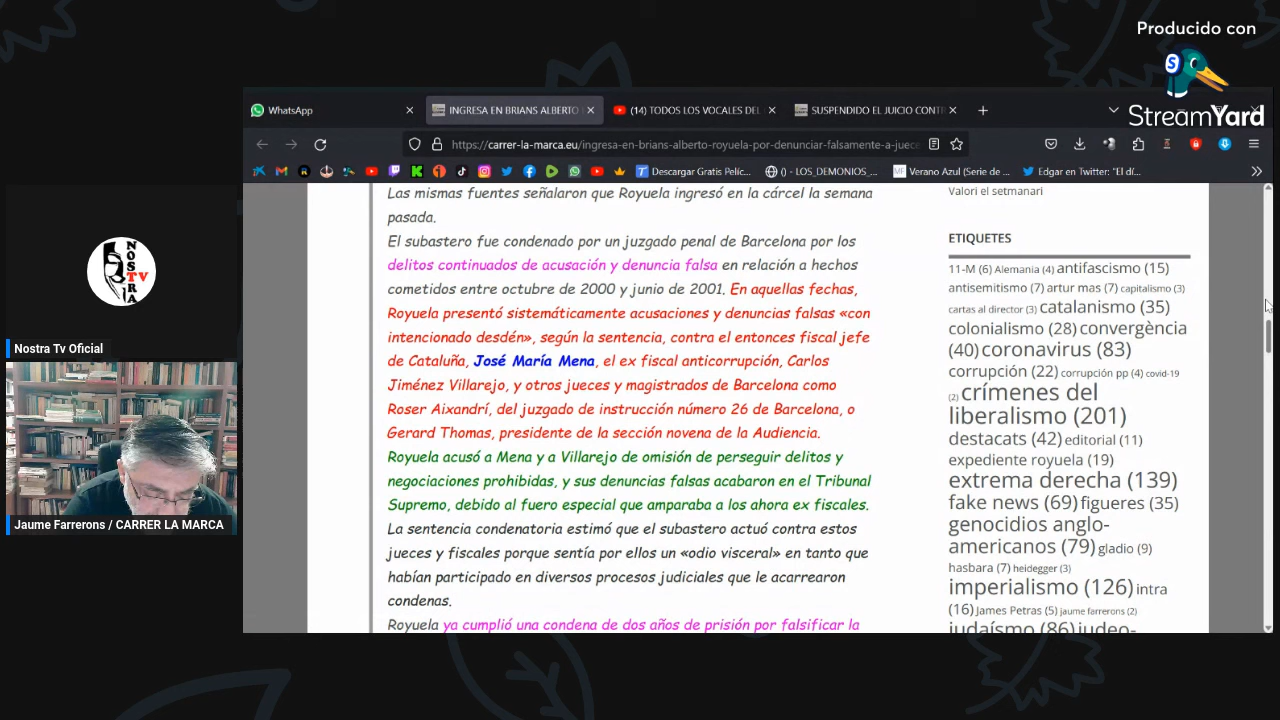 Producido con
StreamYard
WhatsApp
INGRESA EN BRIANS ALBERTO
(14) TODOS LOS VOCALES DEL
SUSPENDIDO EL JUICIO CONTR
https://carrer-la-marca.eu/ingresa-en-brians-alberto-royuela-por-denunciar-falsamente-a-juece
Descargar Gratis Pelíc...
() - LOS_DEMONIOS_...
Verano Azul (Serie de ...
Edgar en Twitter: "El dí...
Las mismas fuentes señalaron que Royuela ingresó en la cárcel la semana
pasada.
El subastero fue condenado por un juzgado penal de Barcelona por los
delitos continuados de acusación y denuncia falsa en relación a hechos
cometidos entre octubre de 2000 y junio de 2001. En aquellas fechas,
Royuela presentó sistemáticamente acusaciones y denuncias falsas «con
intencionado desdén», según la sentencia, contra el entonces fiscal jefe
de Cataluña, José María Mena, el ex fiscal anticorrupción, Carlos
Jiménez Villarejo, y otros jueces y magistrados de Barcelona como
Roser Aixandrí, del juzgado de instrucción número 26 de Barcelona, o
Gerard Thomas, presidente de la sección novena de la Audiencia.
Royuela acusó a Mena y a Villarejo de omisión de perseguir delitos y
negociaciones prohibidas, y sus denuncias falsas acabaron en el Tribunal
Supremo, debido al fuero especial que amparaba a los ahora ex fiscales.
La sentencia condenatoria estimó que el subastero actuó contra estos
jueces y fiscales porque sentía por ellos un «odio visceral» en tanto que
habían participado en diversos procesos judiciales que le acarrearon
condenas.
Royuela ya cumplió una condena de dos años de prisión por falsificar la
Valori el setmanari
ETIQUETES
11-M (6) Alemania (4) antifascismo (15)
antisemitismo (7) artur mas (7) capitalismo (3)
cartas al director (3) catalanismo (35)
colonialismo (28) convergència
(40) coronavirus (83)
corrupción (22) corrupción pp (4) covid-19
(2) crímenes del
liberalismo (201)
destacats (42) editorial (11)
expediente royuela (19)
extrema derecha (139)
fake news (69) figueres (35)
genocidios anglo-
americanos (79) gladio (9)
hasbara (7) heidegger (3)
imperialismo (126) intra
(16) James Petras (5) jaume farrerons (2)
judaísmo (86) judeo-
NOSTRA TV
Nostra Tv Oficial
Jaume Farrerons / CARRER LA MARCA